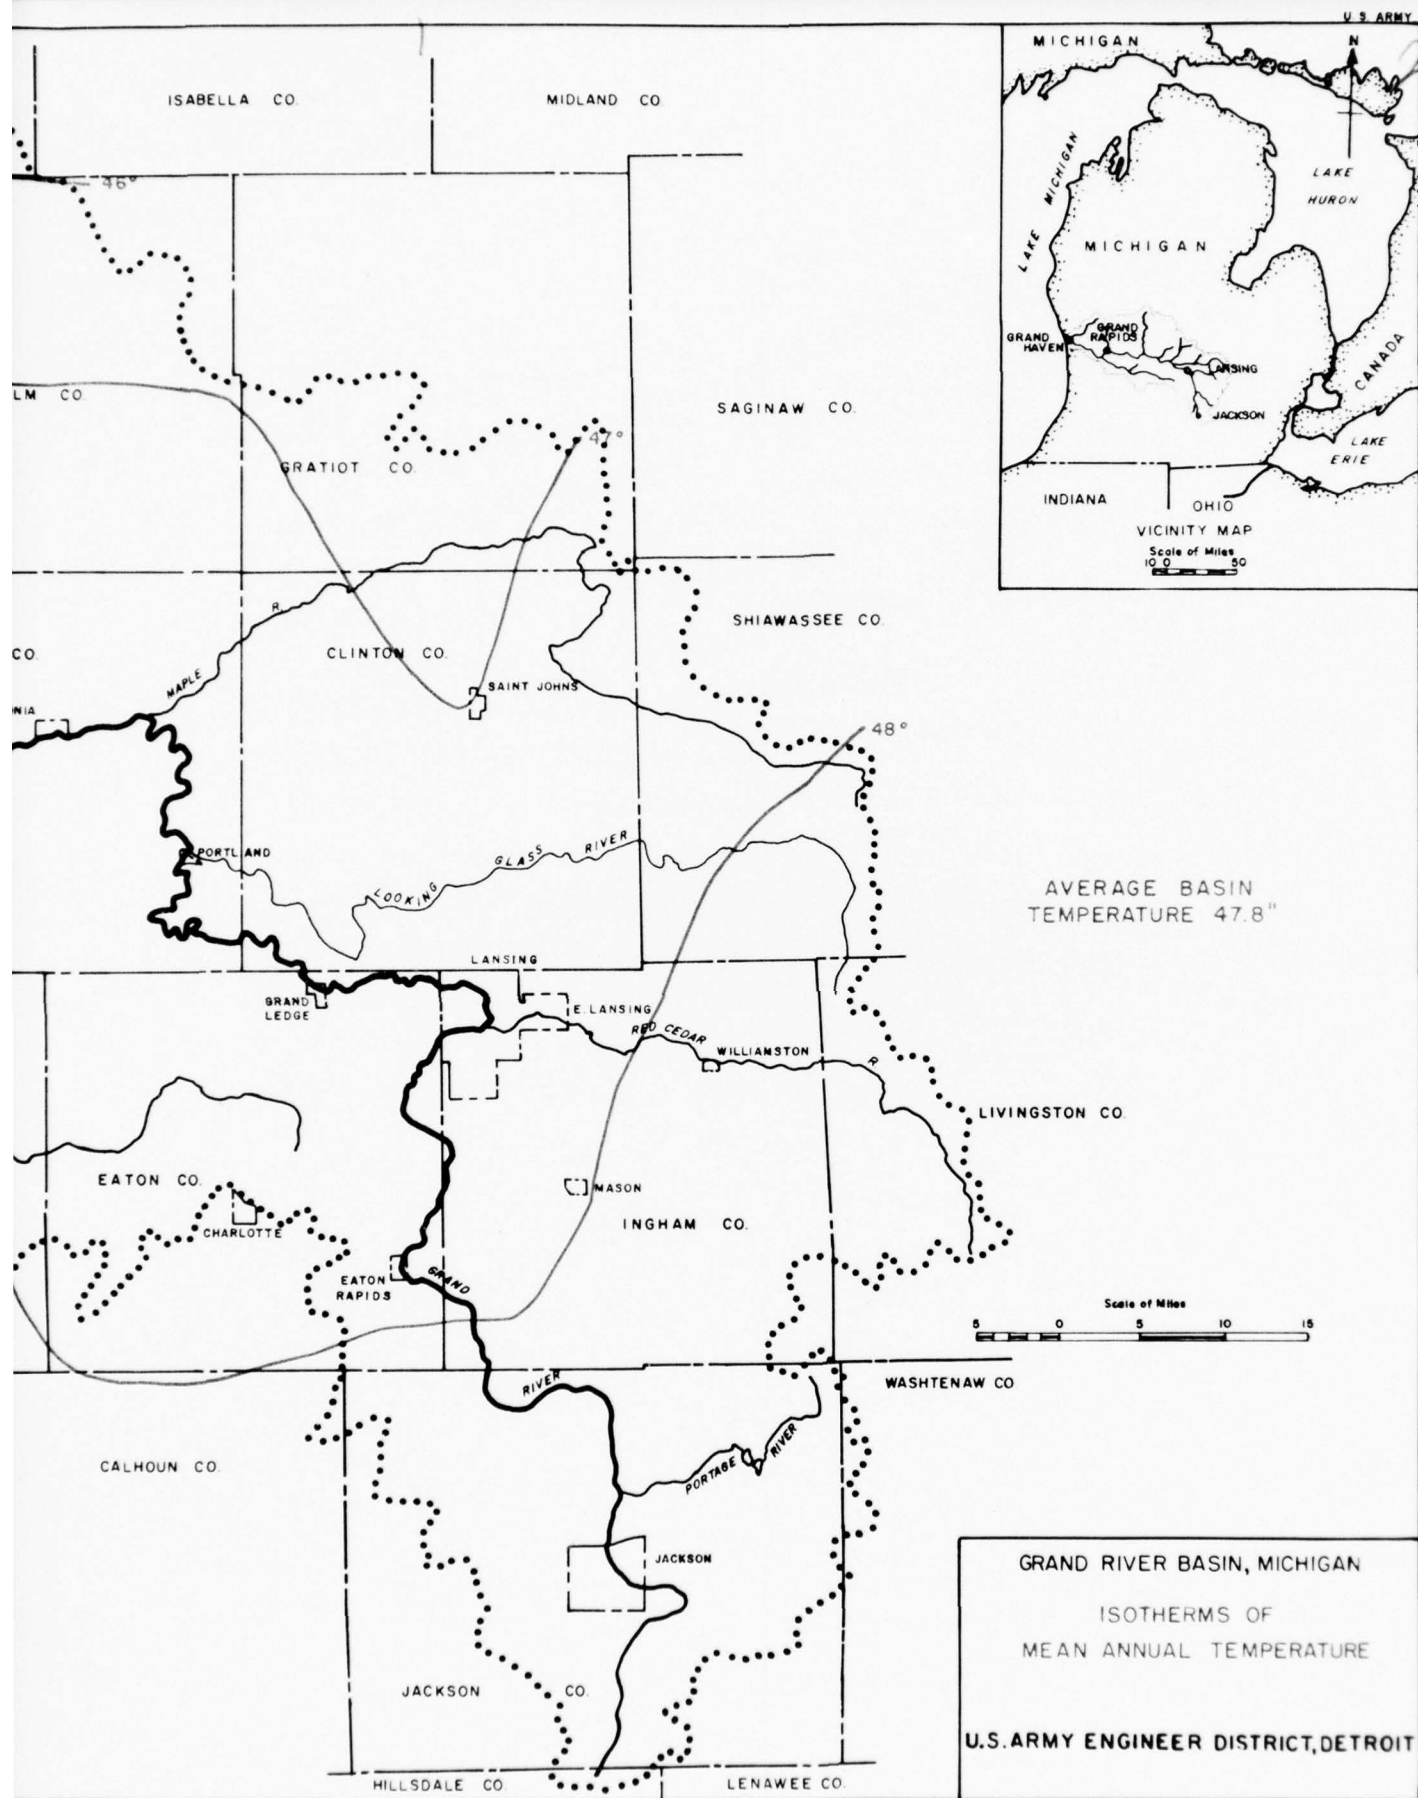 U. S. ARMY
ISABELLA CO.
MIDLAND CO.
46°
LM CO.
GRATIOT CO.
47°
SAGINAW CO.
MAPLE R.
CO.
CLINTON CO.
SHIAWASSEE CO.
NIA
SAINT JOHNS
48°
PORTLAND
LOOKING GLASS RIVER
LANSING
GRAND
LEDGE
E. LANSING
RED CEDAR R.
WILLIAMSTON
LIVINGSTON CO.
EATON CO.
MASON
INGHAM CO.
CHARLOTTE
EATON
RAPIDS
GRAND RIVER
WASHTENAW CO
CALHOUN CO.
PORTAGE RIVER
JACKSON
JACKSON CO.
HILLSDALE CO.
LENAWEE CO.
MICHIGAN
N
LAKE MICHIGAN
LAKE
HURON
MICHIGAN
GRAND
HAVEN
GRAND
RAPIDS
LANSING
JACKSON
CANADA
LAKE
ERIE
INDIANA
OHIO
VICINITY MAP
Scale of Miles
10 0 50
AVERAGE BASIN
TEMPERATURE 47.8"
Scale of Miles
5 0 5 10 15
GRAND RIVER BASIN, MICHIGAN
ISOTHERMS OF
MEAN ANNUAL TEMPERATURE
U.S. ARMY ENGINEER DISTRICT, DETROIT